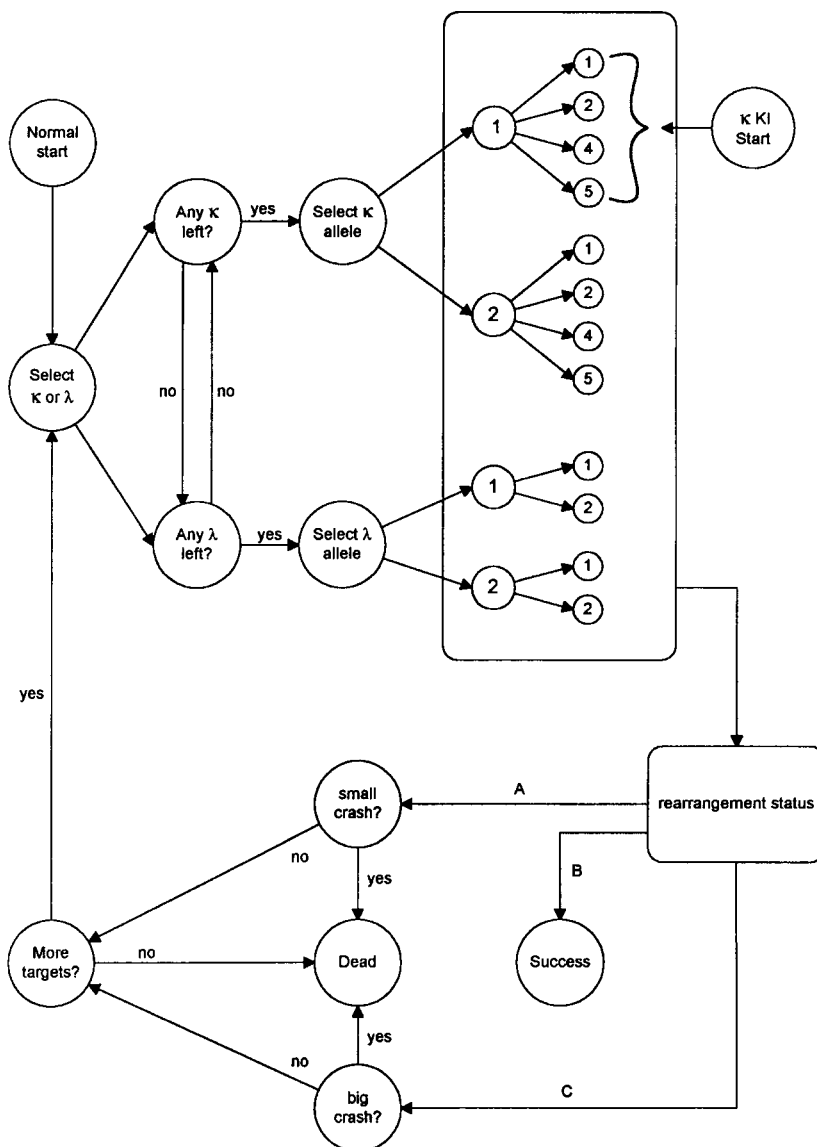 Normal
start
Any κ
left?
yes
Select κ
allele
1
1
2
4
5
κ KI
Start
2
1
2
4
5
Select
κ or λ
no
no
Any λ
left?
yes
Select λ
allele
1
1
2
2
1
2
yes
small
crash?
A
rearrangement status
no
yes
B
More
targets?
no
Dead
Success
no
yes
big
crash?
C